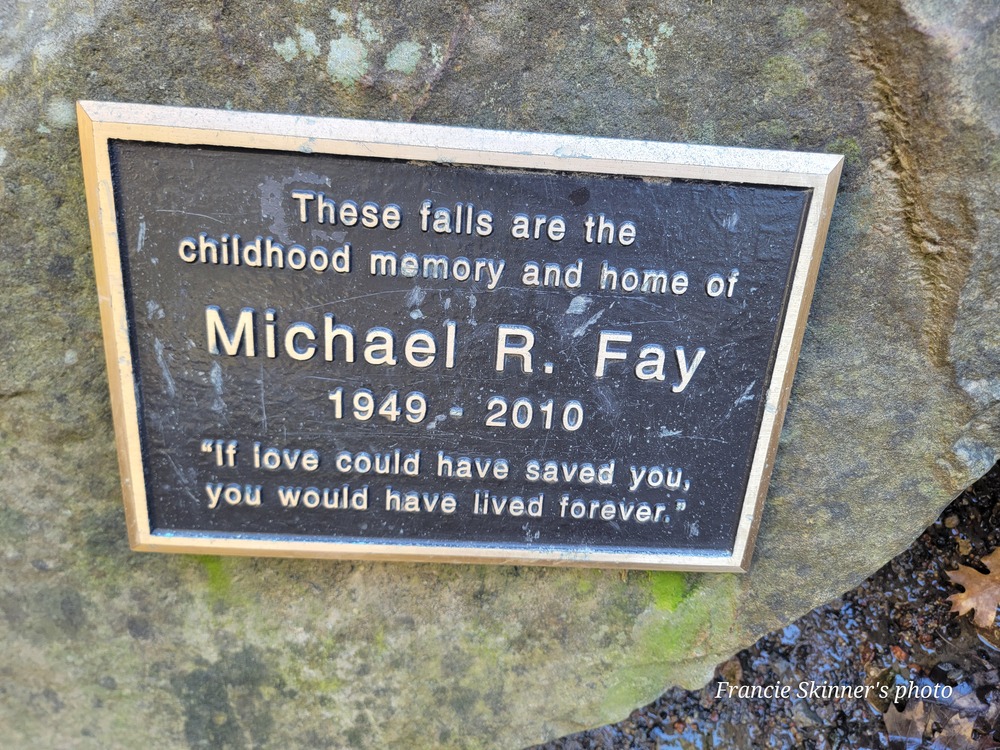 These falls are the
childhood memory and home of
Michael R. Fay
1949 - 2010
“If love could have saved you,
you would have lived forever.”
Francie Skinner's photo